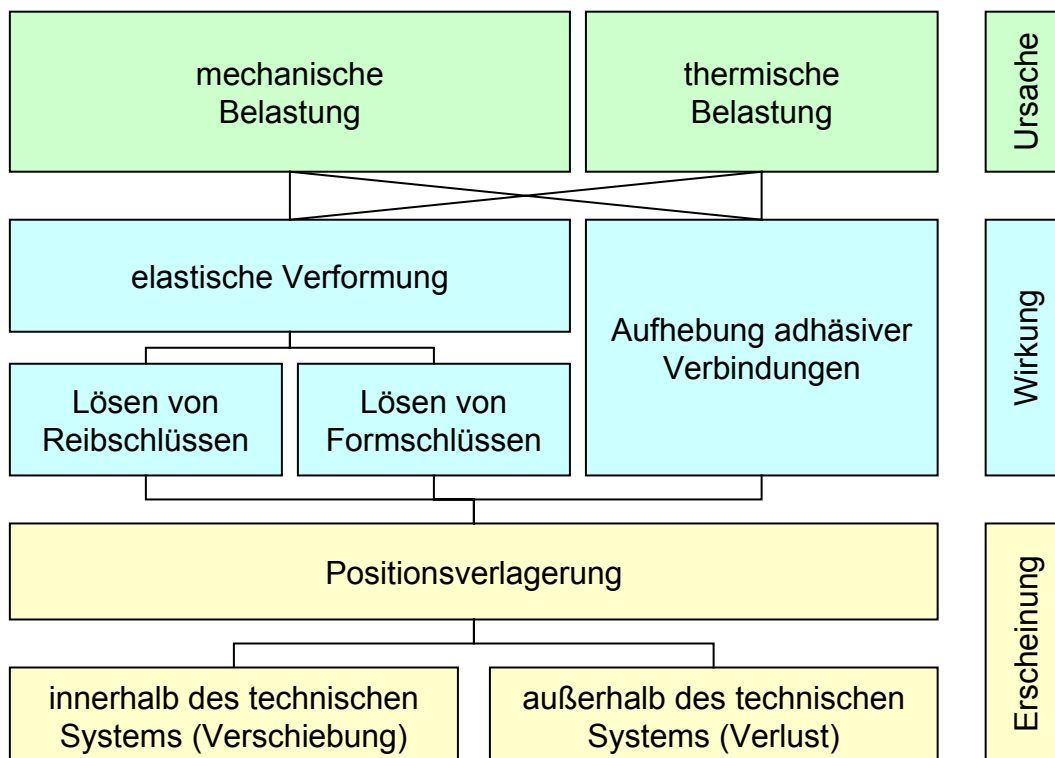 mechanische
Belastung
thermische
Belastung
Ursache
elastische Verformung
Aufhebung adhäsiver
Verbindungen
Wirkung
Lösen von
Reibschlüssen
Lösen von
Formschlüssen
Positionsverlagerung
Erscheinung
innerhalb des technischen
Systems (Verschiebung)
außerhalb des technischen
Systems (Verlust)